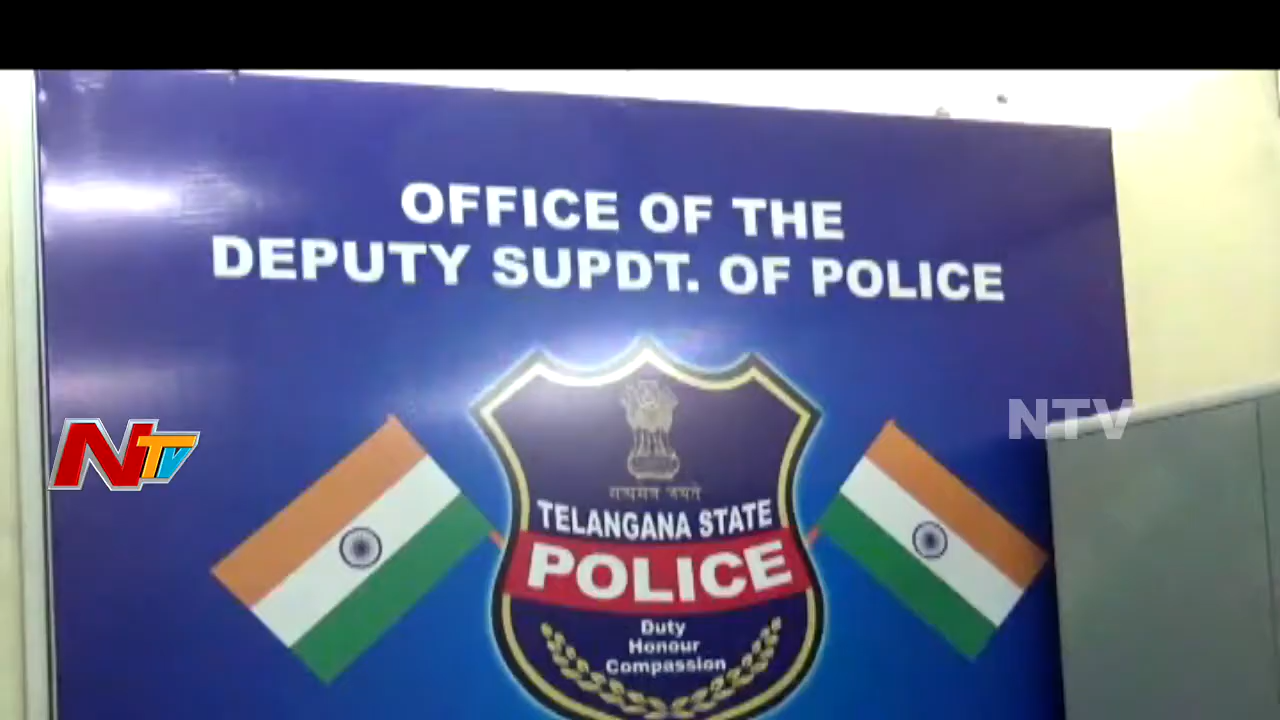 OFFICE OF THE
DEPUTY SUPDT. OF POLICE
NTV
NTV
सत्यमेव जयते
TELANGANA STATE
POLICE
Duty
Honour
Compassion